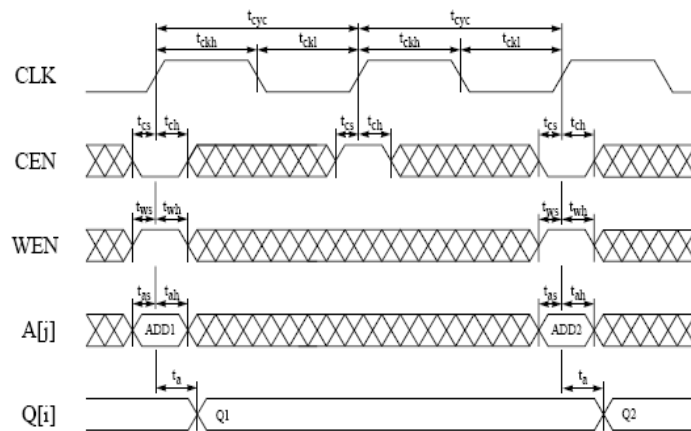 tcyc tcyc
tckh tckl tckh tckl
CLK
tcs tch tcs tch tcs tch
CEN
tws twh tws twh
WEN
tas tah tas tah
A[j] ADD1 ADD2
ta ta
Q[i] Q1 Q2